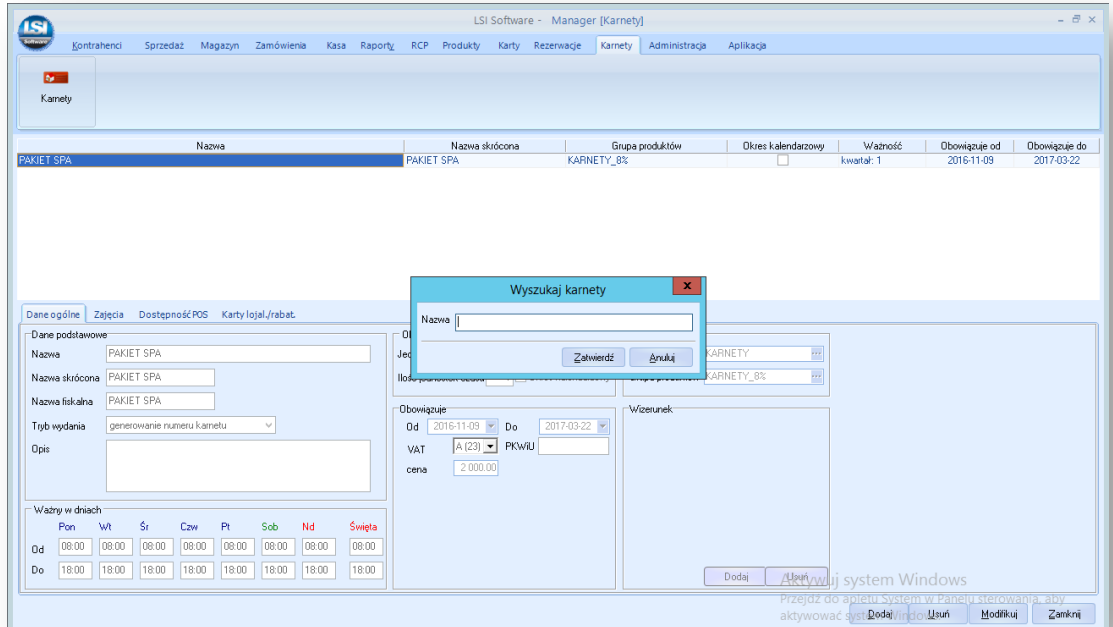 LSI Software - Manager [Karnety]
LSI
Software
Kontrahenci Sprzedaż Magazyn Zamówienia Kasa Raporty RCP Produkty Karty Rezerwacje Karnety Administracja Aplikacja
Karnety
Nazwa Nazwa skrócona Grupa produktów Okres kalendarzowy Ważność Obowiązuje od Obowiązuje do
PAKIET SPA PAKIET SPA KARNETY_8% kwartał: 1 2016-11-09 2017-03-22
Wyszukaj karnety x
Nazwa
Zatwierdź Anuluj
Dane ogólne Zajęcia Dostępność POS Karty lojal./rabat.
Dane podstawowe
Nazwa PAKIET SPA
KARNETY ...
Nazwa skrócona PAKIET SPA
KARNETY_8% ...
Nazwa fiskalna PAKIET SPA
Tryb wydania generowanie numeru karnetu
Opis
Obowiązuje
Od 2016-11-09 Do 2017-03-22
VAT A (23) PKWiU
cena 2 000.00
Wizerunek
Dodaj Usuń
Ważny w dniach
Pon Wt Śr Czw Pt Sob Nd Święta
Od 08:00 08:00 08:00 08:00 08:00 08:00 08:00 08:00
Do 18:00 18:00 18:00 18:00 18:00 18:00 18:00 18:00
Aktywuj system Windows
Przejdź do apletu System w Panelu sterowania, aby
aktywować system Windows.
Dodaj Usuń Modifikuj Zamknij